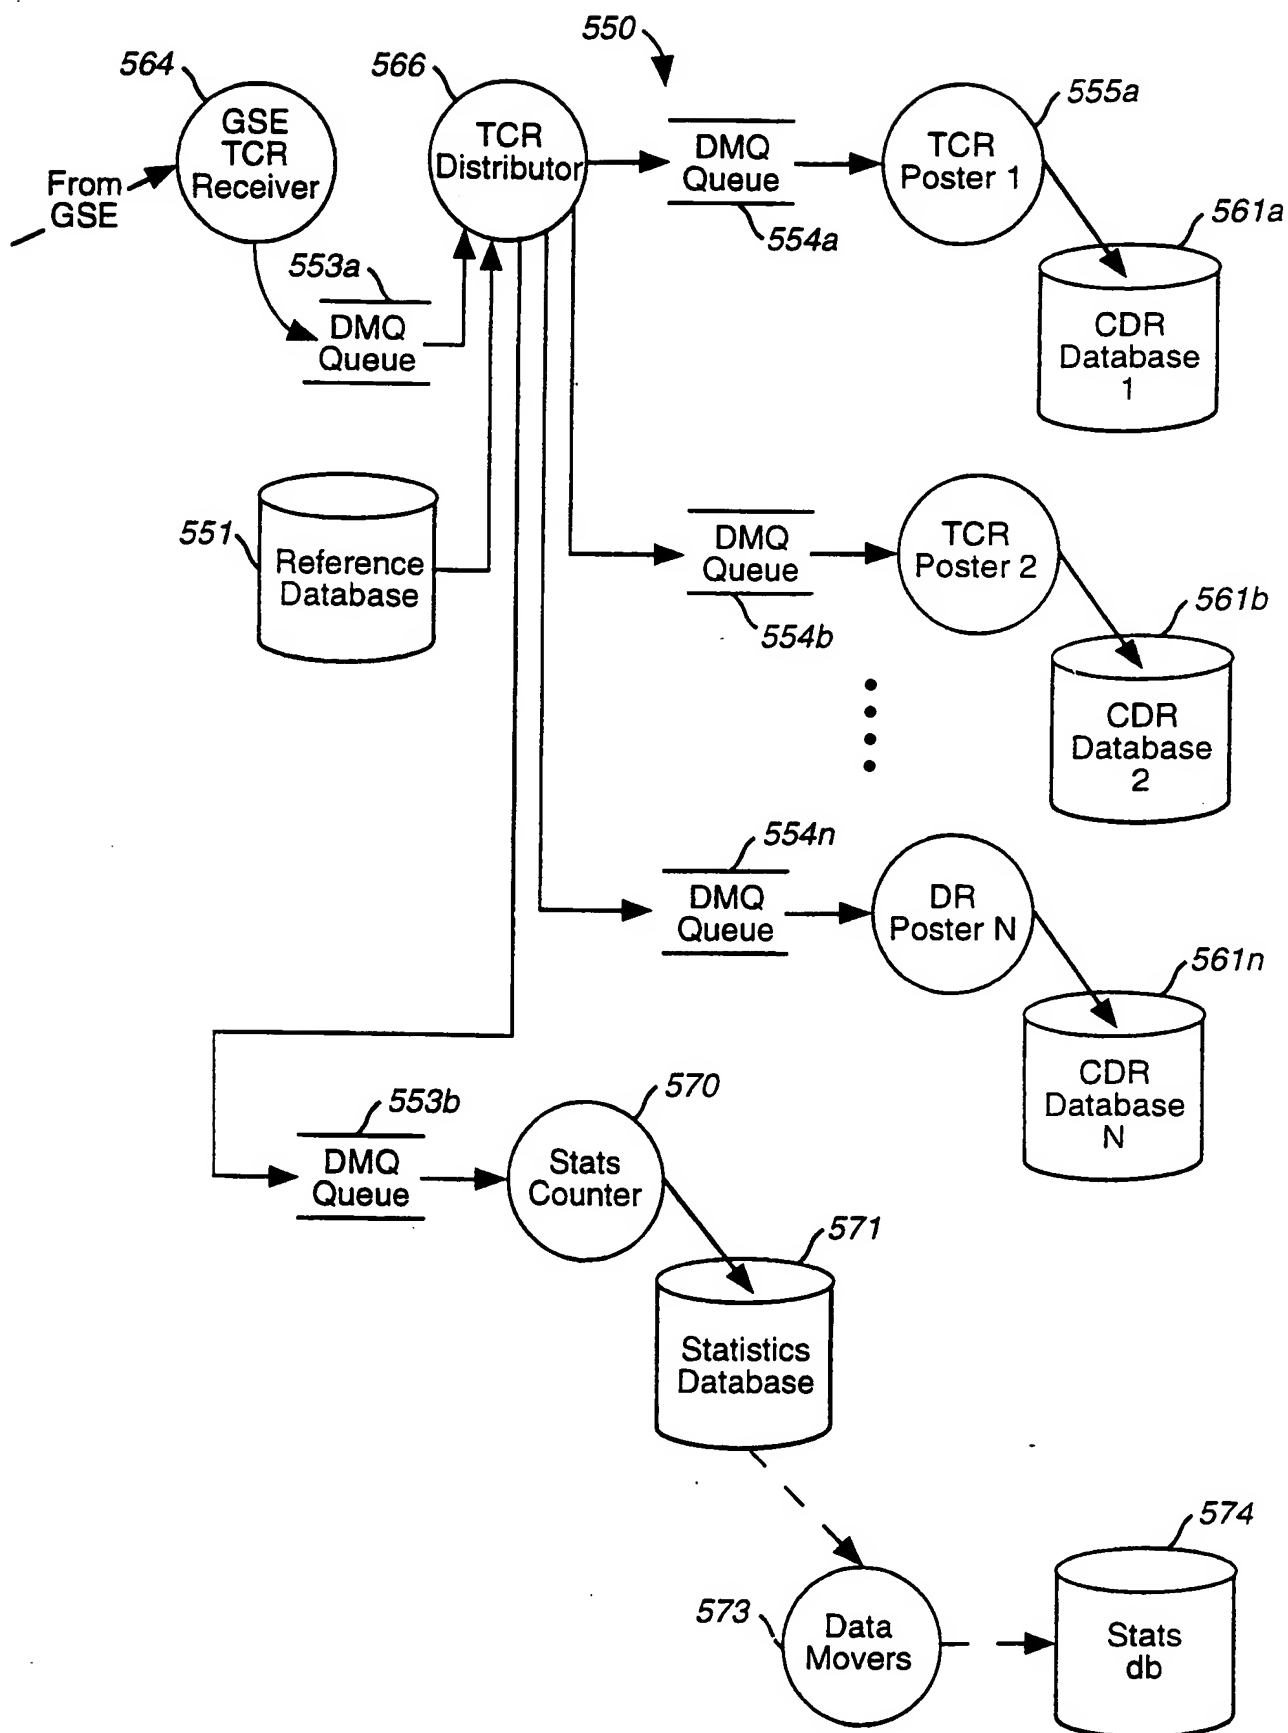 550
564
566
555a
GSE
TCR
Receiver
TCR
Distributor
DMQ
Queue
TCR
Poster 1
From
GSE
554a
561a
553a
DMQ
Queue
CDR
Database
1
551
Reference
Database
DMQ
Queue
TCR
Poster 2
554b
561b
CDR
Database
2
554n
DMQ
Queue
DR
Poster N
561n
CDR
Database
N
553b
570
DMQ
Queue
Stats
Counter
571
Statistics
Database
574
573
Data
Movers
Stats
db